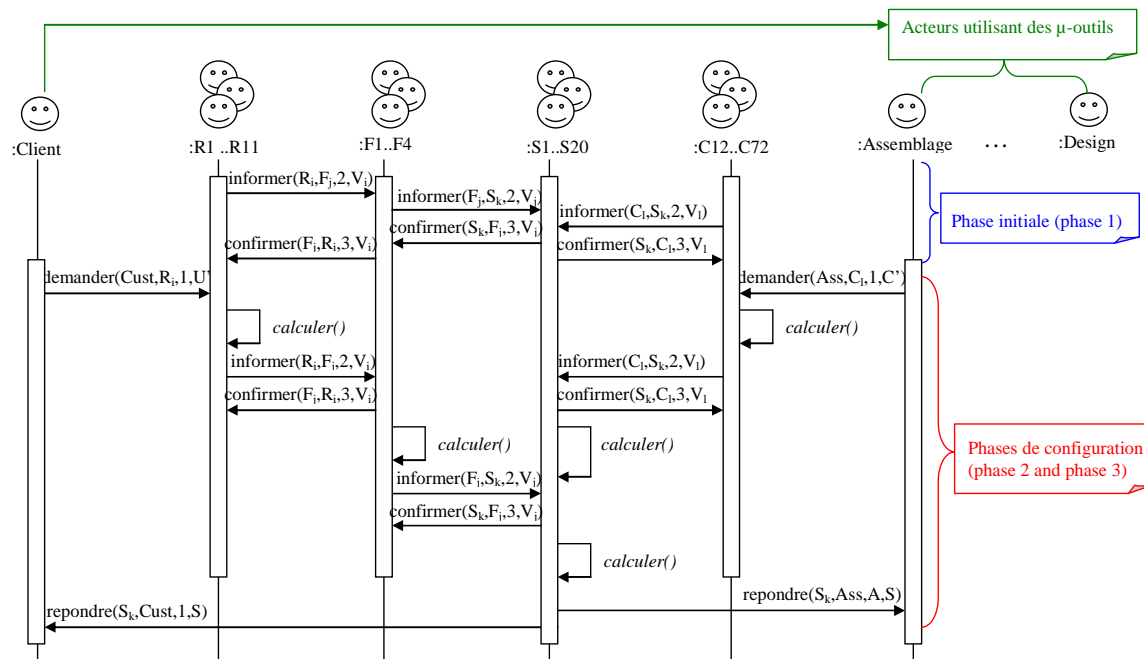 Acteurs utilisant des µ-outils
:Client
:R1 ..R11
:F1..F4
:S1..S20
:C12..C72
:Assemblage
...
:Design
informer(Ri,Fj,2,Vi)
informer(Fj,Sk,2,Vj)
informer(Cl,Sk,2,Vl)
Phase initiale (phase 1)
confirmer(Sk,Fj,3,Vi)
confirmer(Fj,Ri,3,Vi)
confirmer(Sk,Cl,3,Vl
demander(Cust,Ri,1,U’
demander(Ass,Cl,1,C’)
calculer()
calculer()
informer(Ri,Fj,2,Vi)
informer(Cl,Sk,2,Vl)
confirmer(Fj,Ri,3,Vi)
confirmer(Sk,Cl,3,Vl
calculer()
calculer()
Phases de configuration
(phase 2 and phase 3)
informer(Fj,Sk,2,Vj)
confirmer(Sk,Fj,3,Vj)
calculer()
repondre(Sk,Ass,A,S)
repondre(Sk,Cust,1,S)